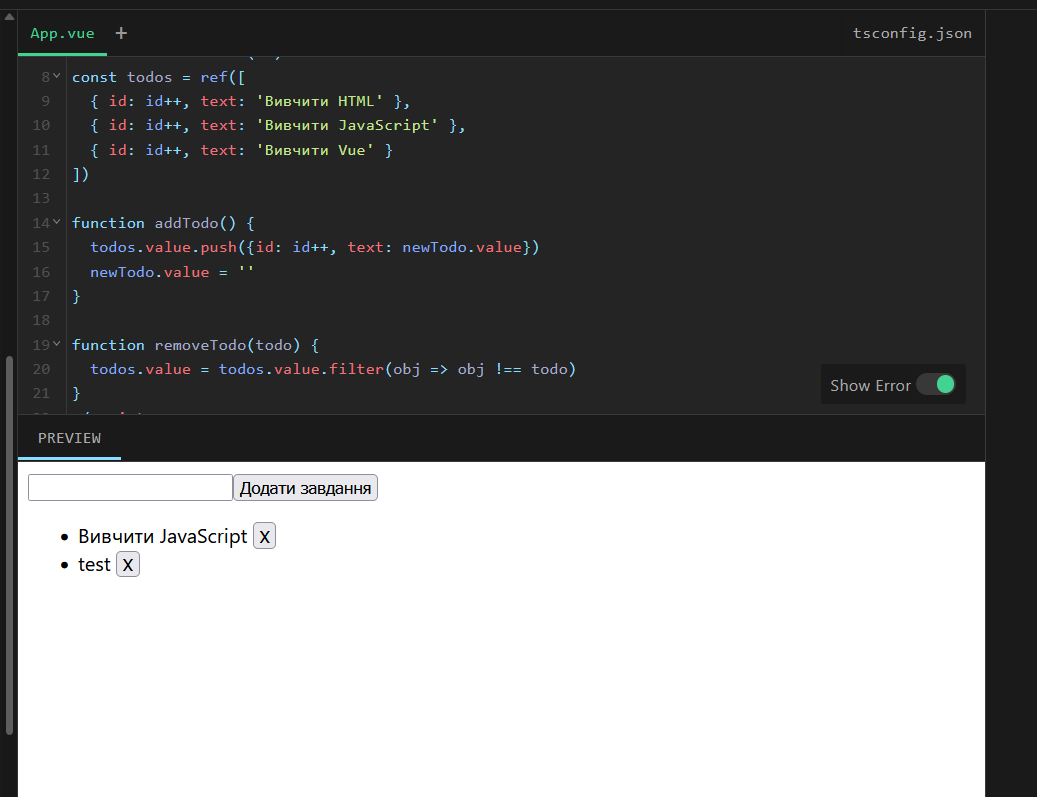 App.vue + tsconfig.json
8 const todos = ref([
9 { id: id++, text: 'Вивчити HTML' },
10 { id: id++, text: 'Вивчити JavaScript' },
11 { id: id++, text: 'Вивчити Vue' }
12 ])
13
14 function addTodo() {
15 todos.value.push({id: id++, text: newTodo.value})
16 newTodo.value = ''
17 }
18
19 function removeTodo(todo) {
20 todos.value = todos.value.filter(obj => obj !== todo)
21 }
Show Error
PREVIEW
Додати завдання
• Вивчити JavaScript X
• test X